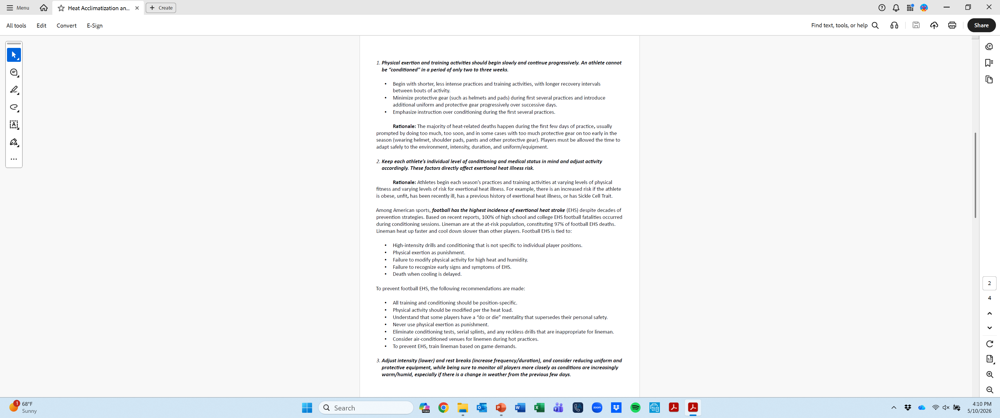 Menu
Heat Acclimatization an...
Create
All tools
Edit
Convert
E-Sign
Find text, tools, or help
Share
1. Physical exertion and training activities should begin slowly and continue progressively. An athlete cannot
be “conditioned” in a period of only two to three weeks.
• Begin with shorter, less intense practices and training activities, with longer recovery intervals
between bouts of activity.
• Minimize protective gear (such as helmets and pads) during first several practices and introduce
additional uniform and protective gear progressively over successive days.
• Emphasize instruction over conditioning during the first several practices.
Rationale: The majority of heat-related deaths happen during the first few days of practice, usually
prompted by doing too much, too soon, and in some cases with too much protective gear on too early in the
season (wearing helmet, shoulder pads, pants and other protective gear). Players must be allowed the time to
adapt safely to the environment, intensity, duration, and uniform/equipment.
2. Keep each athlete’s individual level of conditioning and medical status in mind and adjust activity
accordingly. These factors directly affect exertional heat illness risk.
Rationale: Athletes begin each season’s practices and training activities at varying levels of physical
fitness and varying levels of risk for exertional heat illness. For example, there is an increased risk if the athlete
is obese, unfit, has been recently ill, has a previous history of exertional heat illness, or has Sickle Cell Trait.
Among American sports, football has the highest incidence of exertional heat stroke (EHS) despite decades of
prevention strategies. Based on recent reports, 100% of high school and college EHS football fatalities occurred
during conditioning sessions. Lineman are at the at-risk population, constituting 97% of football EHS deaths.
Lineman heat up faster and cool down slower than other players. Football EHS is tied to:
• High-intensity drills and conditioning that is not specific to individual player positions.
• Physical exertion as punishment.
• Failure to modify physical activity for high heat and humidity.
• Failure to recognize early signs and symptoms of EHS.
• Death when cooling is delayed.
To prevent football EHS, the following recommendations are made:
• All training and conditioning should be position-specific.
• Physical activity should be modified per the heat load.
• Understand that some players have a “do or die” mentality that supersedes their personal safety.
• Never use physical exertion as punishment.
• Eliminate conditioning tests, serial splints, and any reckless drills that are inappropriate for lineman.
• Consider air-conditioned venues for linemen during hot practices.
• To prevent EHS, train lineman based on game demands.
3. Adjust intensity (lower) and rest breaks (increase frequency/duration), and consider reducing uniform and
protective equipment, while being sure to monitor all players more closely as conditions are increasingly
warm/humid, especially if there is a change in weather from the previous few days.
2
4
1
68°F
Sunny
Search
M365
zoom
4:10 PM
5/10/2026